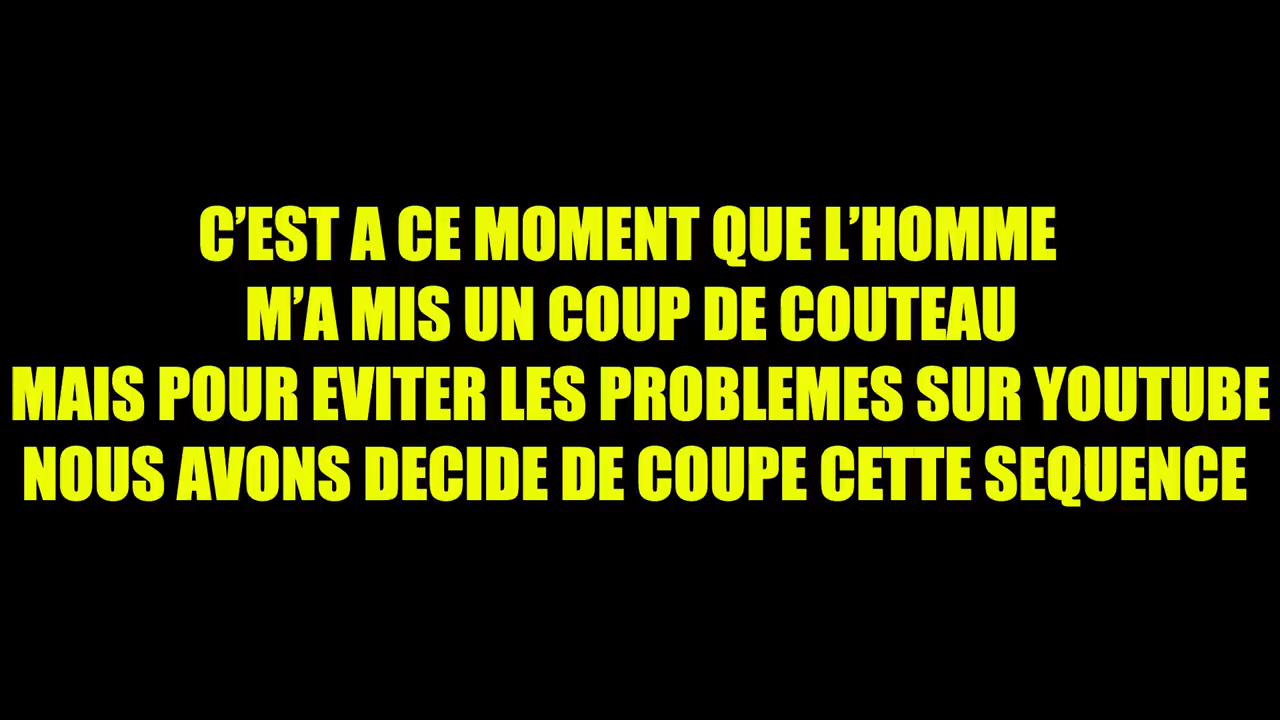 C’EST A CE MOMENT QUE L’HOMME
M’A MIS UN COUP DE COUTEAU
MAIS POUR EVITER LES PROBLEMES SUR YOUTUBE
NOUS AVONS DECIDE DE COUPE CETTE SEQUENCE